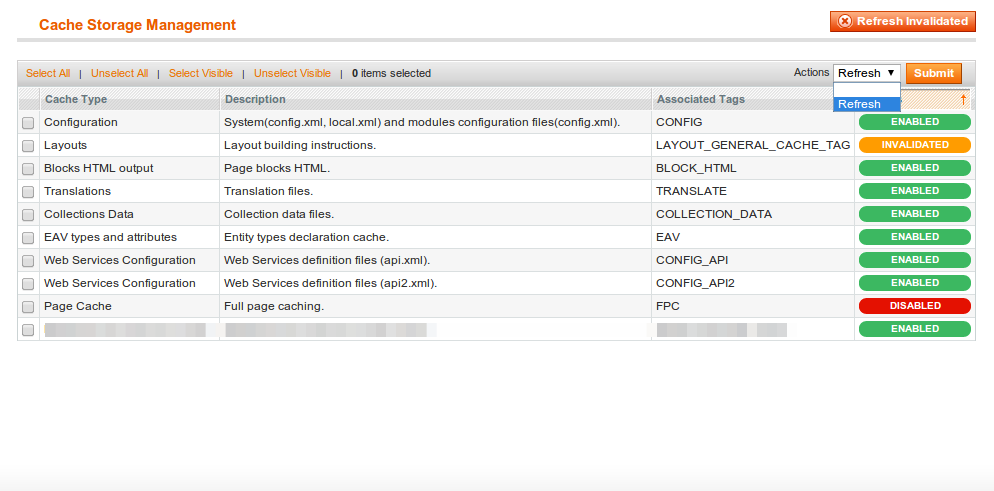 Cache Storage Management
Refresh Invalidated
Select All | Unselect All | Select Visible | Unselect Visible | 0 items selected Actions Refresh ▼ Submit
Refresh
Cache Type Description Associated Tags ↑
Configuration System(config.xml, local.xml) and modules configuration files(config.xml). CONFIG ENABLED
Layouts Layout building instructions. LAYOUT_GENERAL_CACHE_TAG INVALIDATED
Blocks HTML output Page blocks HTML. BLOCK_HTML ENABLED
Translations Translation files. TRANSLATE ENABLED
Collections Data Collection data files. COLLECTION_DATA ENABLED
EAV types and attributes Entity types declaration cache. EAV ENABLED
Web Services Configuration Web Services definition files (api.xml). CONFIG_API ENABLED
Web Services Configuration Web Services definition files (api2.xml). CONFIG_API2 ENABLED
Page Cache Full page caching. FPC DISABLED
ENABLED